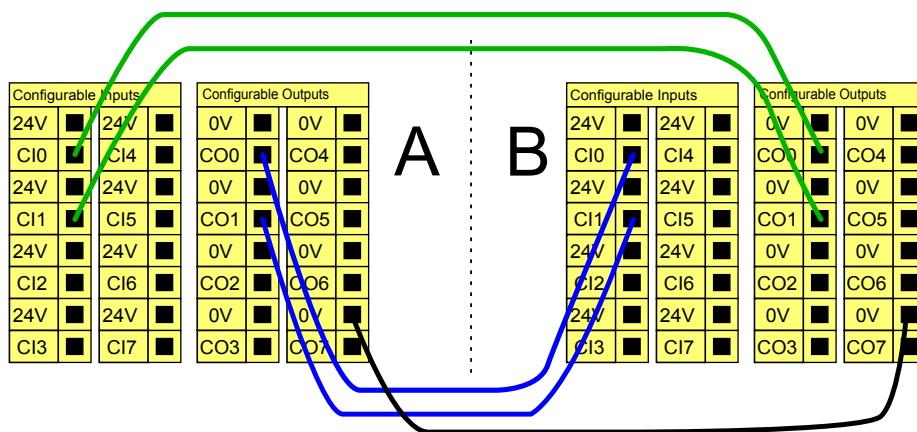 Configurable Inputs
24V 24V
CI0 CI4
24V 24V
CI1 CI5
24V 24V
CI2 CI6
24V 24V
CI3 CI7
Configurable Outputs
0V 0V
CO0 CO4
0V 0V
CO1 CO5
0V 0V
CO2 CO6
0V 0V
CO3 CO7
A
B
Configurable Inputs
24V 24V
CI0 CI4
24V 24V
CI1 CI5
24V 24V
CI2 CI6
24V 24V
CI3 CI7
Configurable Outputs
0V 0V
CO0 CO4
0V 0V
CO1 CO5
0V 0V
CO2 CO6
0V 0V
CO3 CO7